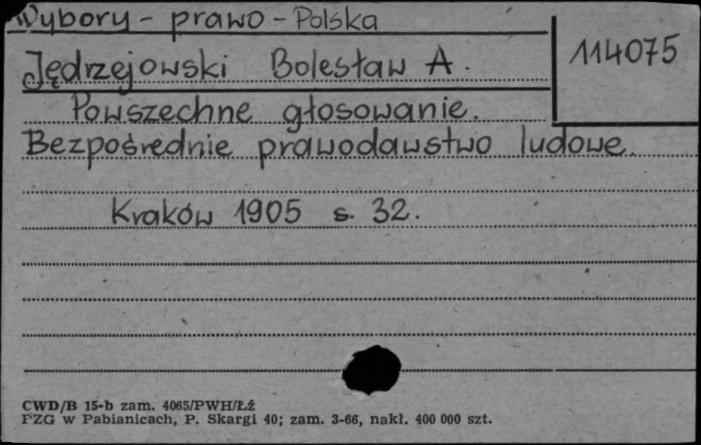 Wybory - prawo - Polska
114075
Jędrzejowski Bolesław A.
Powszechne głosowanie.
Bezpośrednie prawodawstwo ludowe.
Kraków 1905 s. 32.
CWD/B 15-b zam. 4065/PWH/Łź
PZG w Pabianicach, P. Skargi 40; zam. 3-66, nakł. 400 000 szt.